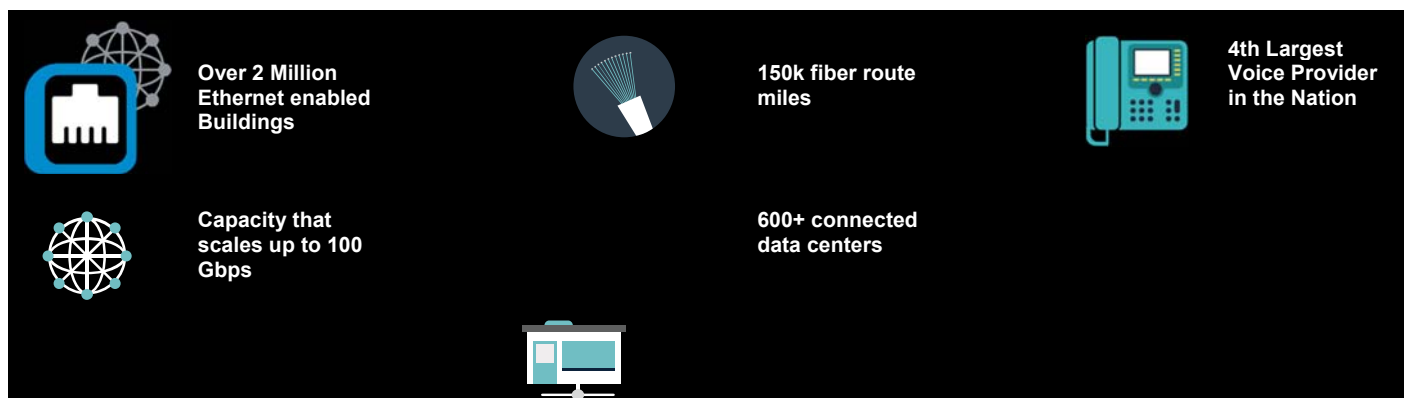 Over 2 Million
Ethernet enabled
Buildings
150k fiber route
miles
4th Largest
Voice Provider
in the Nation
Capacity that
scales up to 100
Gbps
600+ connected
data centers